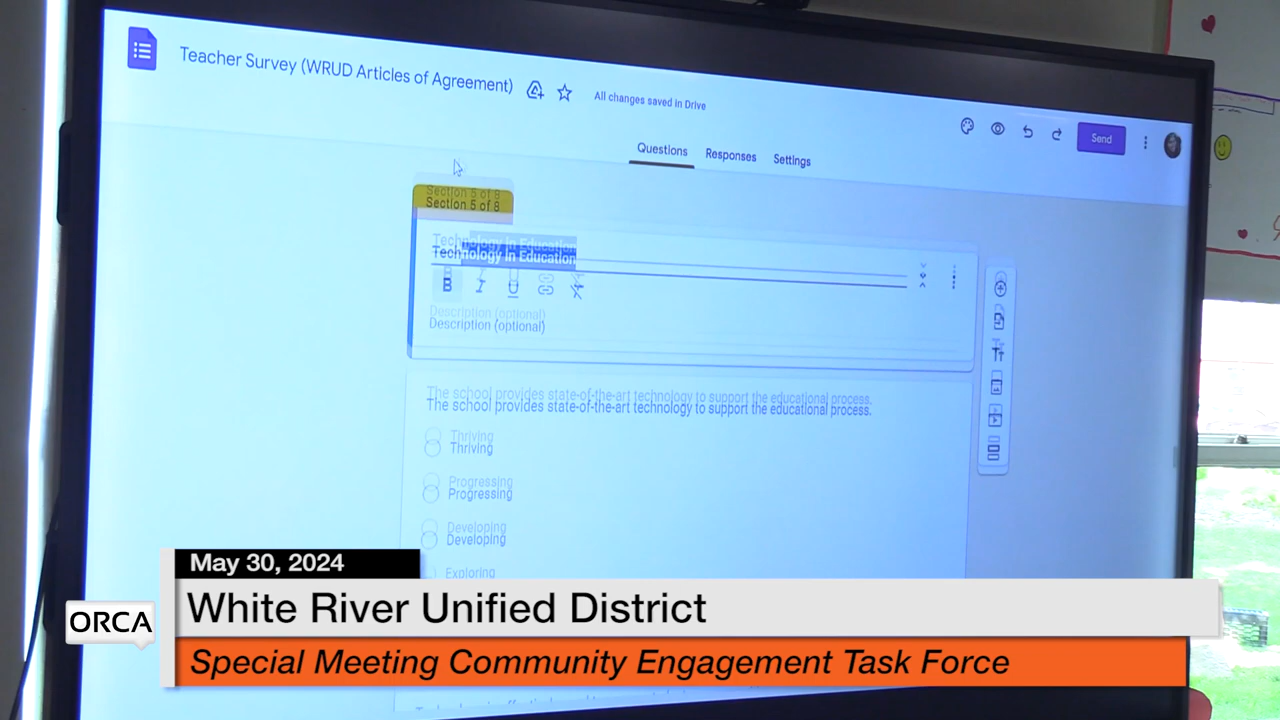 Teacher Survey (WRUD Articles of Agreement)
All changes saved in Drive
Send
Questions Responses Settings
Section 5 of 8
Technology in Education
B I U
Description (optional)
The school provides state-of-the-art technology to support the educational process.
Thriving
Progressing
Developing
Exploring
May 30, 2024
ORCA
White River Unified District
Special Meeting Community Engagement Task Force